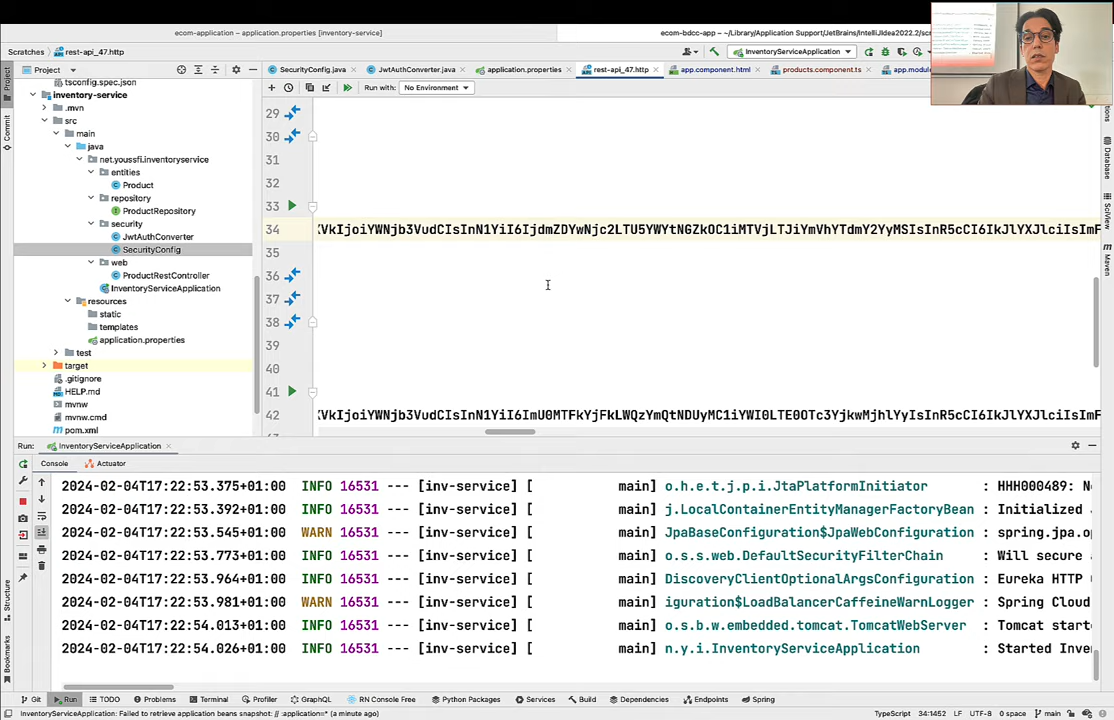 ecom-application – application.properties [inventory-service]
ecom-bdcc-app – ~/Library/Application Support/JetBrains/IntelliJIdea2022.2/sc
Scratches rest-api_47.http
InventoryServiceApplication
Project
SecurityConfig.java
JwtAuthConverter.java
application.properties
rest-api_47.http
app.component.html
products.component.ts
app.modul
Run with: No Environment
tsconfig.spec.json
inventory-service
.mvn
src
main
java
net.youssfi.inventoryservice
entities
Product
repository
ProductRepository
security
JwtAuthConverter
SecurityConfig
web
ProductRestController
InventoryServiceApplication
resources
static
templates
application.properties
test
target
.gitignore
HELP.md
mvnw
mvnw.cmd
pom.xml
29
30
31
32
33
34
35
36
37
38
39
40
41
42
Project
Commit
Structure
Bookmarks
Database
SciView
Maven
Run: InventoryServiceApplication
Console Actuator
2024-02-04T17:22:53.375+01:00 INFO 16531 --- [inv-service] [ main] o.h.e.t.j.p.i.JtaPlatformInitiator : HHH000489: N
2024-02-04T17:22:53.392+01:00 INFO 16531 --- [inv-service] [ main] j.LocalContainerEntityManagerFactoryBean : Initialized
2024-02-04T17:22:53.545+01:00 WARN 16531 --- [inv-service] [ main] JpaBaseConfiguration$JpaWebConfiguration : spring.jpa.op
2024-02-04T17:22:53.773+01:00 INFO 16531 --- [inv-service] [ main] o.s.s.web.DefaultSecurityFilterChain : Will secure
2024-02-04T17:22:53.964+01:00 INFO 16531 --- [inv-service] [ main] DiscoveryClientOptionalArgsConfiguration : Eureka HTTP
2024-02-04T17:22:53.981+01:00 WARN 16531 --- [inv-service] [ main] iguration$LoadBalancerCaffeineWarnLogger : Spring Cloud
2024-02-04T17:22:54.013+01:00 INFO 16531 --- [inv-service] [ main] o.s.b.w.embedded.tomcat.TomcatWebServer : Tomcat start
2024-02-04T17:22:54.026+01:00 INFO 16531 --- [inv-service] [ main] n.y.i.InventoryServiceApplication : Started Inve
Git Run TODO Problems Terminal Profiler GraphQL RN Console Free Python Packages Services Build Dependencies Endpoints Spring
InventoryServiceApplication: Failed to retrieve application beans snapshot: // :application=* (a minute ago)
TypeScript 34:1452 LF UTF-8 0 space main